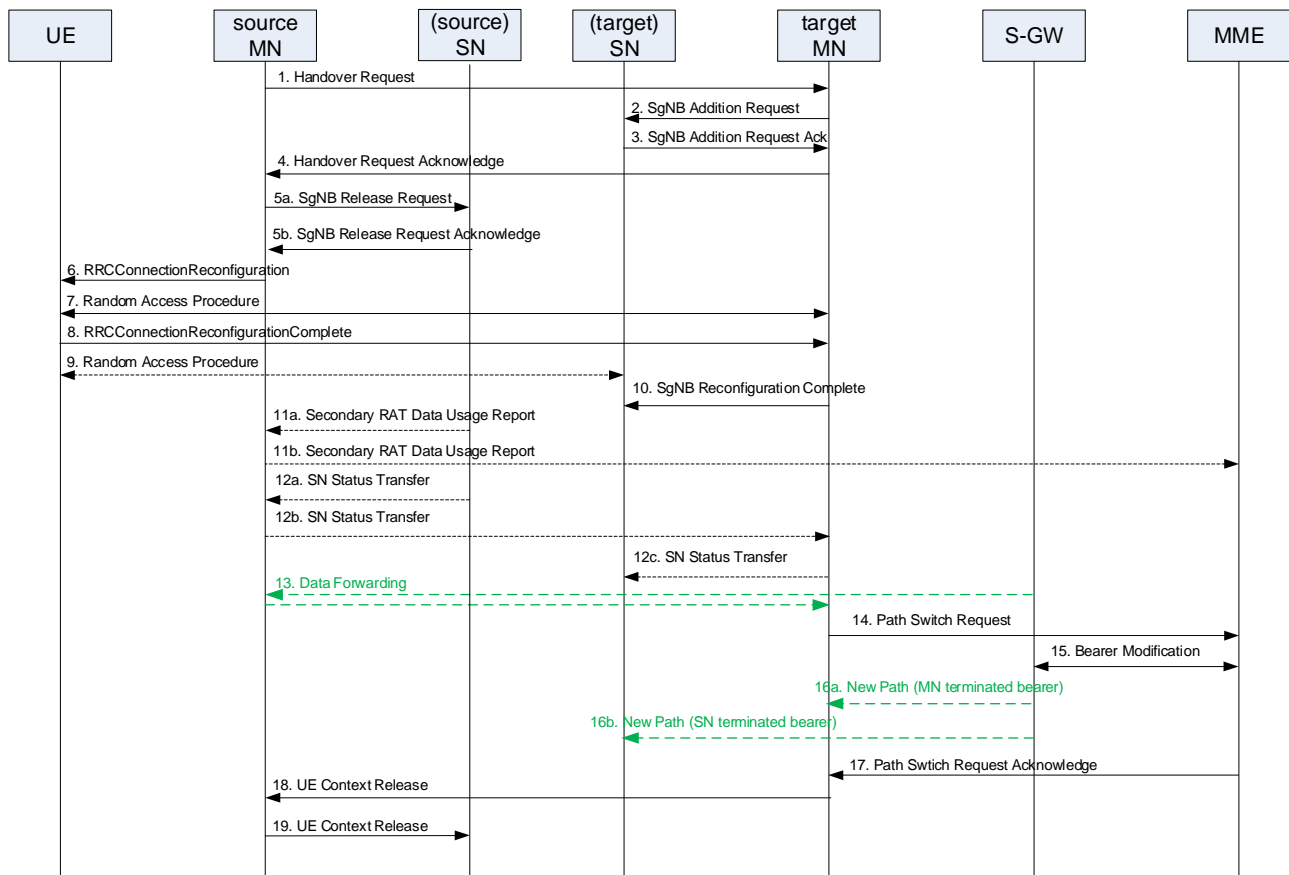 UE
source
MN
(source)
SN
(target)
SN
target
MN
S-GW
MME
1. Handover Request
2. SgNB Addition Request
3. SgNB Addition Request Ack
4. Handover Request Acknowledge
5a. SgNB Release Request
5b. SgNB Release Request Acknowledge
6. RRCConnectionReconfiguration
7. Random Access Procedure
8. RRCConnectionReconfigurationComplete
9. Random Access Procedure
10. SgNB Reconfiguration Complete
11a. Secondary RAT Data Usage Report
11b. Secondary RAT Data Usage Report
12a. SN Status Transfer
12b. SN Status Transfer
12c. SN Status Transfer
13. Data Forwarding
14. Path Switch Request
15. Bearer Modification
16a. New Path (MN terminated bearer)
16b. New Path (SN terminated bearer)
17. Path Swtich Request Acknowledge
18. UE Context Release
19. UE Context Release